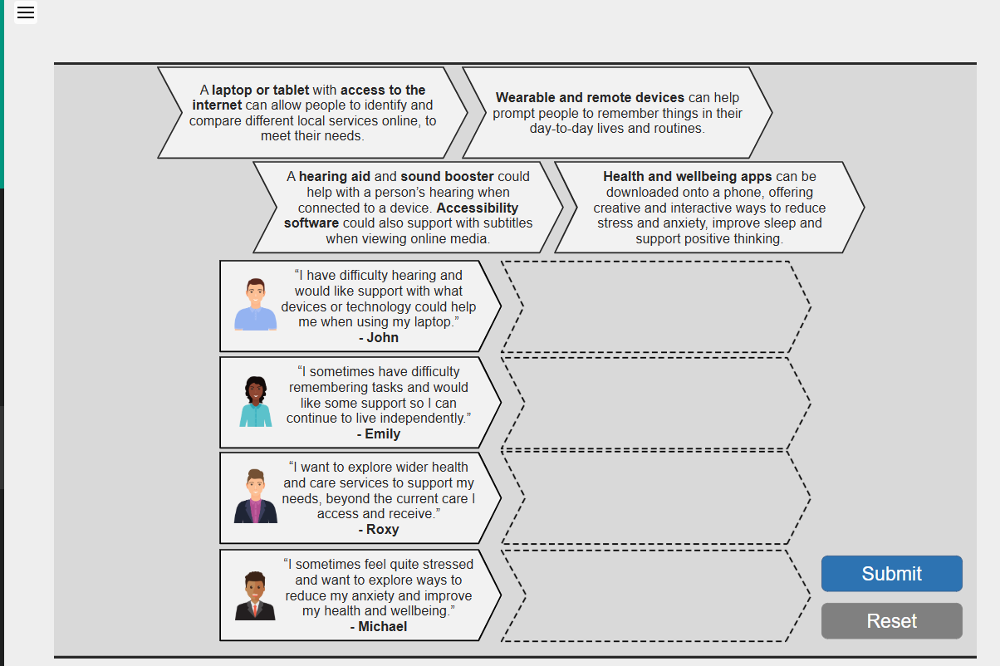 A laptop or tablet with access to the
internet can allow people to identify and
compare different local services online, to
meet their needs.
Wearable and remote devices can help
prompt people to remember things in their
day-to-day lives and routines.
A hearing aid and sound booster could
help with a person’s hearing when
connected to a device. Accessibility
software could also support with subtitles
when viewing online media.
Health and wellbeing apps can be
downloaded onto a phone, offering
creative and interactive ways to reduce
stress and anxiety, improve sleep and
support positive thinking.
“I have difficulty hearing and
would like support with what
devices or technology could help
me when using my laptop.”
- John
“I sometimes have difficulty
remembering tasks and would
like some support so I can
continue to live independently.”
- Emily
“I want to explore wider health
and care services to support my
needs, beyond the current care I
access and receive.”
- Roxy
“I sometimes feel quite stressed
and want to explore ways to
reduce my anxiety and improve
my health and wellbeing.”
- Michael
Submit
Reset